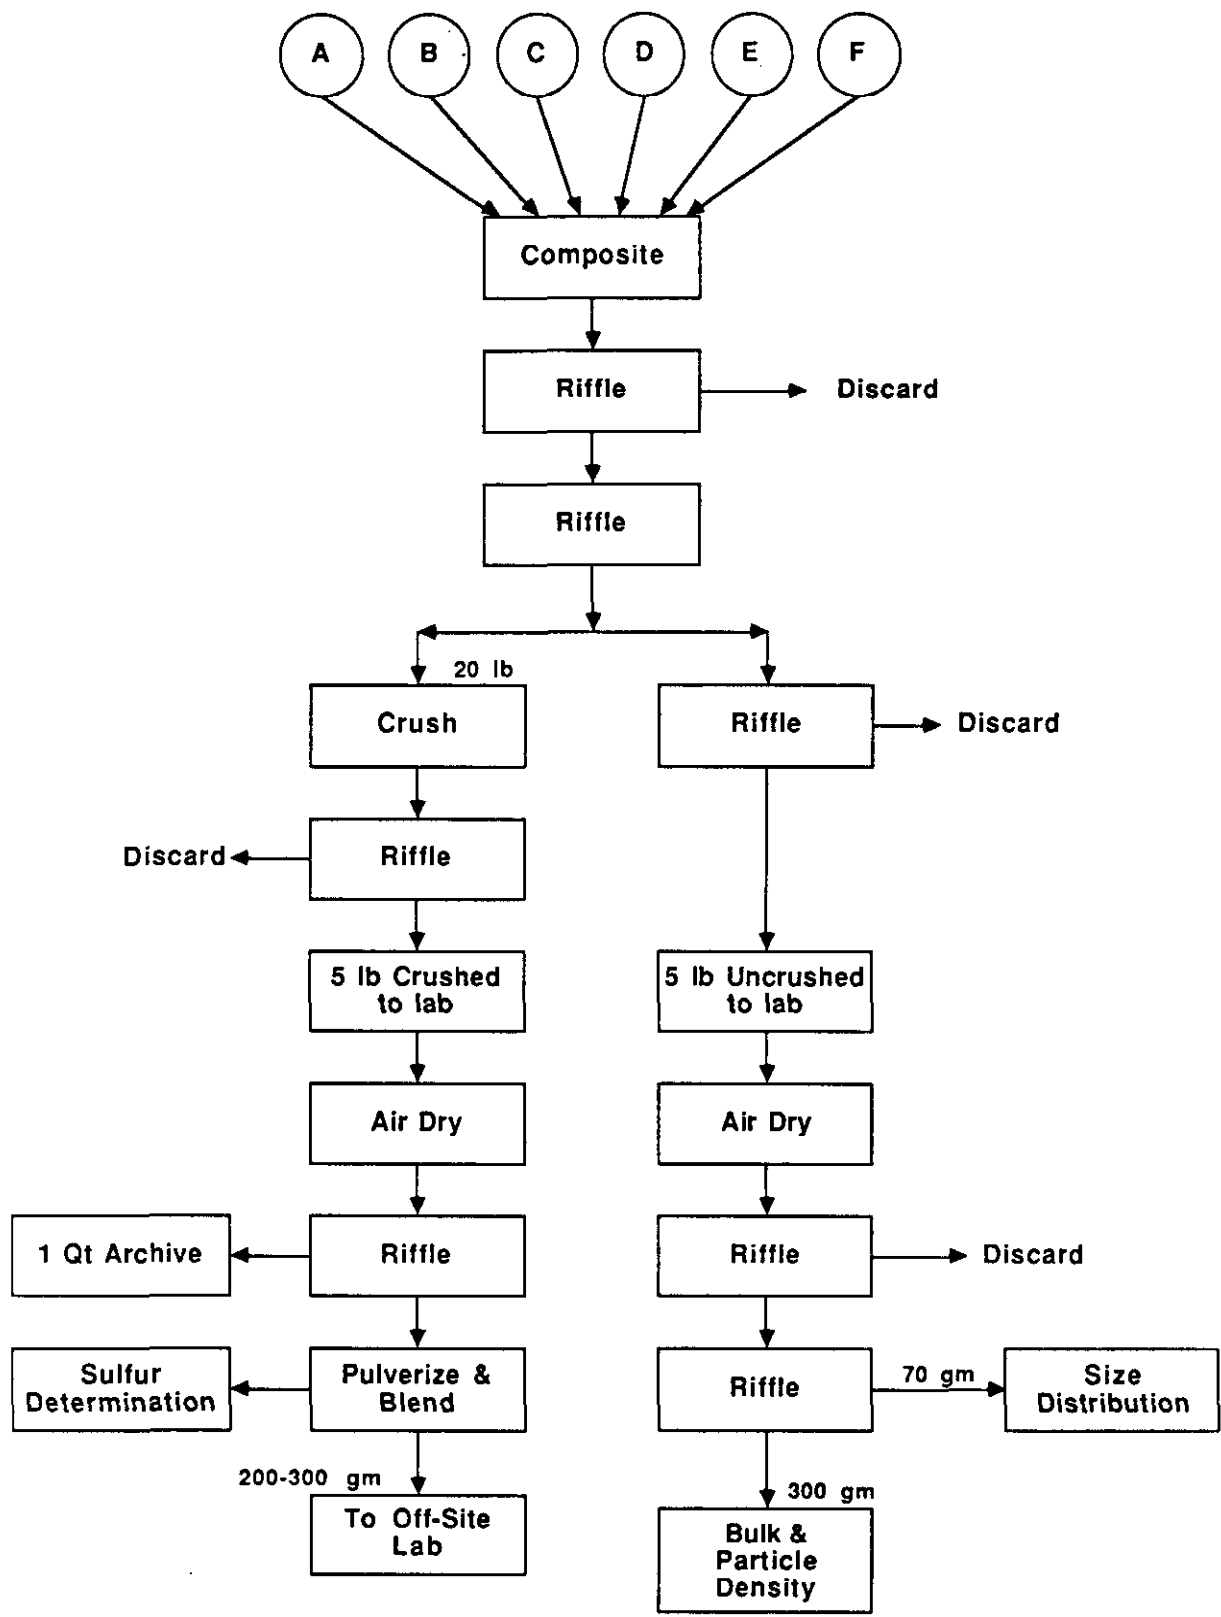 A B C D E F
Composite
Riffle
Discard
Riffle
20 lb
Crush
Riffle
Discard
Discard
Riffle
5 lb Crushed
to lab
5 lb Uncrushed
to lab
Air Dry
Air Dry
1 Qt Archive
Riffle
Riffle
Discard
Sulfur
Determination
Pulverize &
Blend
Riffle
70 gm
Size
Distribution
200-300 gm
To Off-Site
Lab
300 gm
Bulk &
Particle
Density